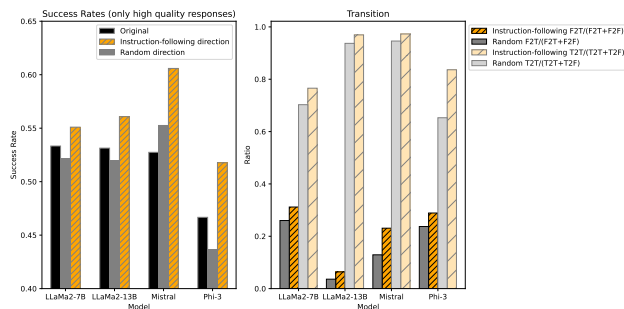 Success Rates (only high quality responses)
Original
Instruction-following direction
Random direction
0.65
0.60
0.55
0.50
0.45
0.40
Success Rate
LLaMa2-7B
LLaMa2-13B
Mistral
Phi-3
Model
Transition
1.0
0.8
0.6
0.4
0.2
0.0
Ratio
LLaMa2-7B
LLaMa2-13B
Mistral
Phi-3
Model
Instruction-following F2T/(F2T+F2F)
Random F2T/(F2T+F2F)
Instruction-following T2T/(T2T+T2F)
Random T2T/(T2T+T2F)